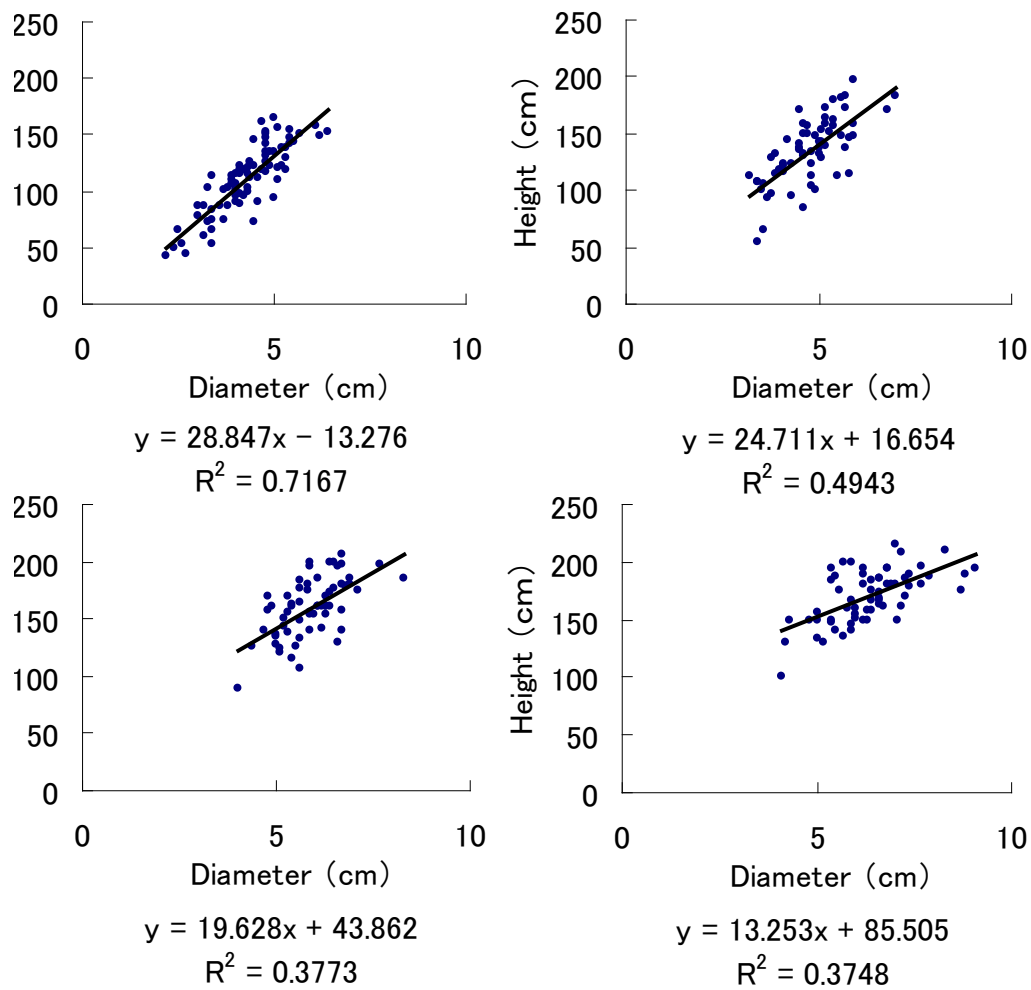 250
200
150
100
50
0
0
5
10
Diameter (cm)
y = 28.847x − 13.276
R² = 0.7167
250
200
150
100
50
0
Height (cm)
0
5
10
Diameter (cm)
y = 24.711x + 16.654
R² = 0.4943
250
200
150
100
50
0
0
5
10
Diameter (cm)
y = 19.628x + 43.862
R² = 0.3773
250
200
150
100
50
0
Height (cm)
0
5
10
Diameter (cm)
y = 13.253x + 85.505
R² = 0.3748